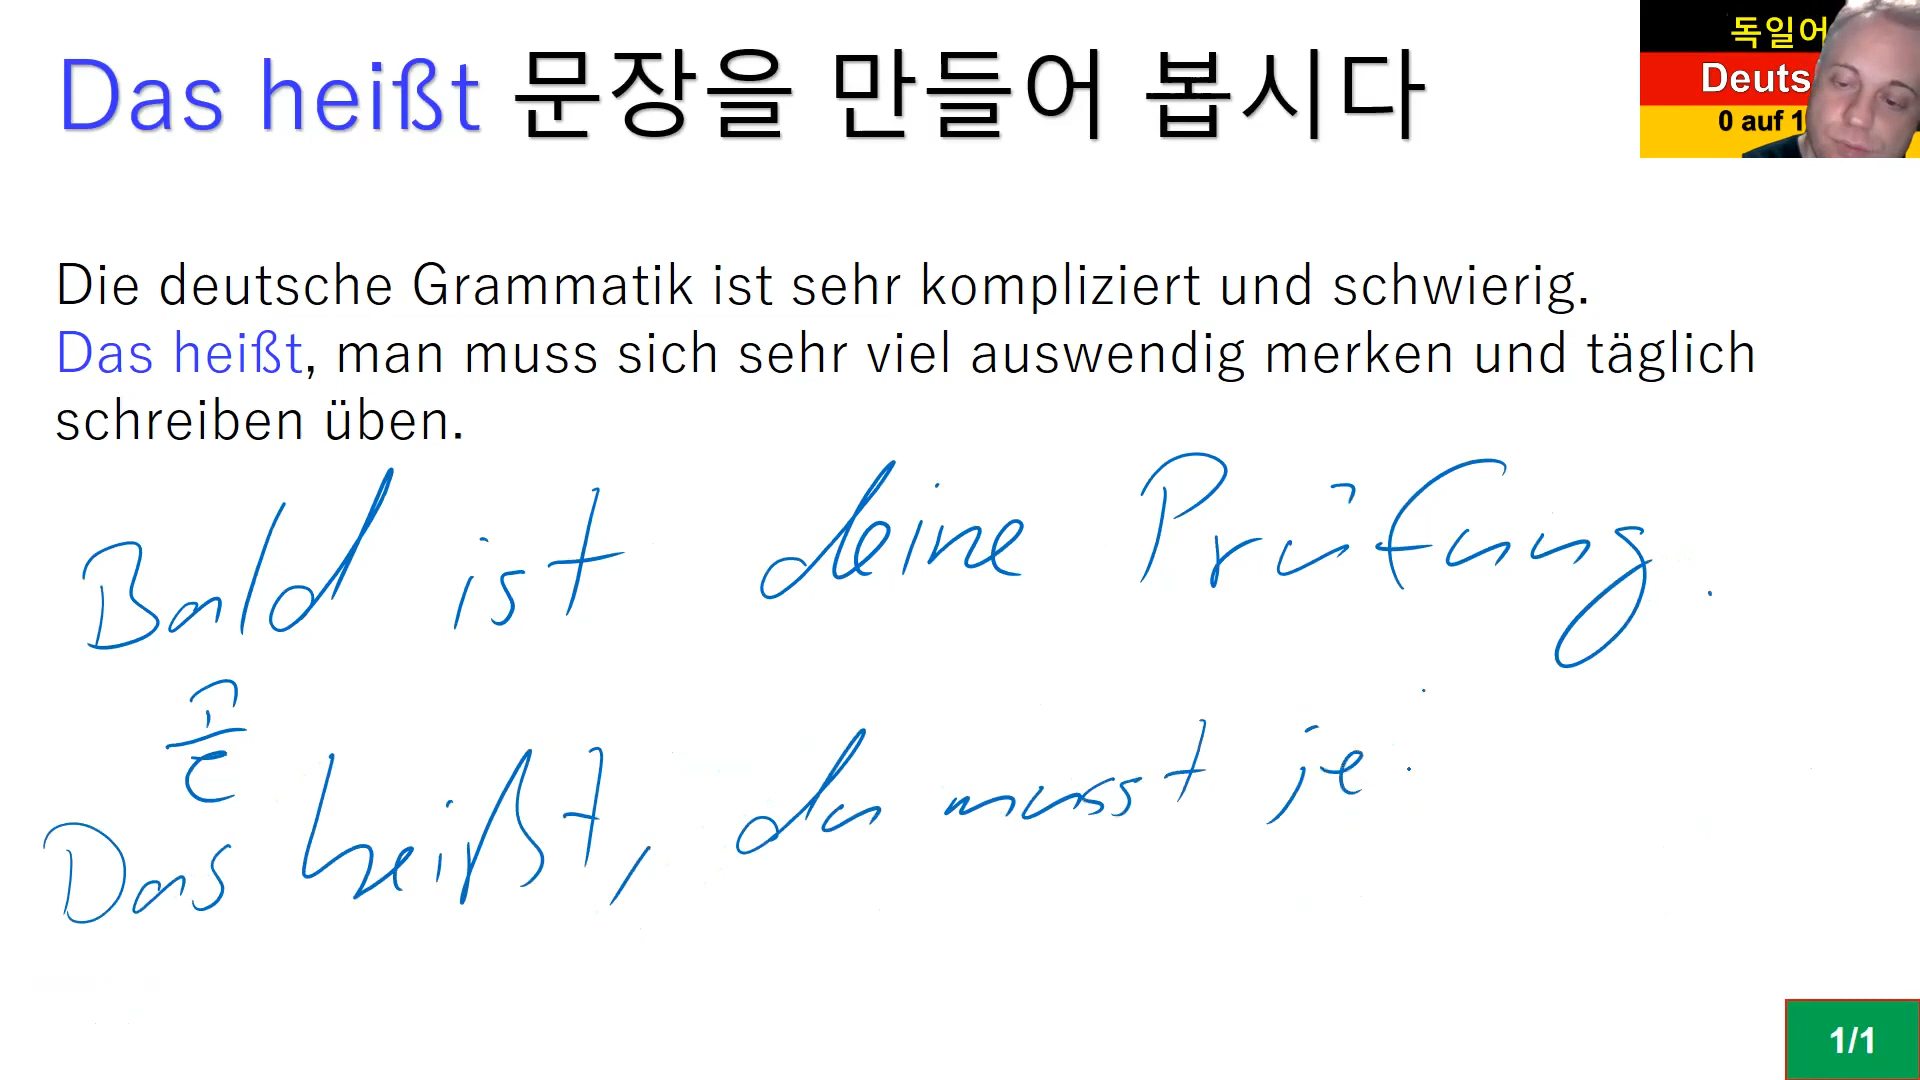 Das heißt 문장을 만들어 봅시다
독일어
Deuts
0 auf 1
Die deutsche Grammatik ist sehr kompliziert und schwierig.
Das heißt, man muss sich sehr viel auswendig merken und täglich
schreiben üben.
Bald ist deine Prüfung.
Das heißt, du musst je
1/1